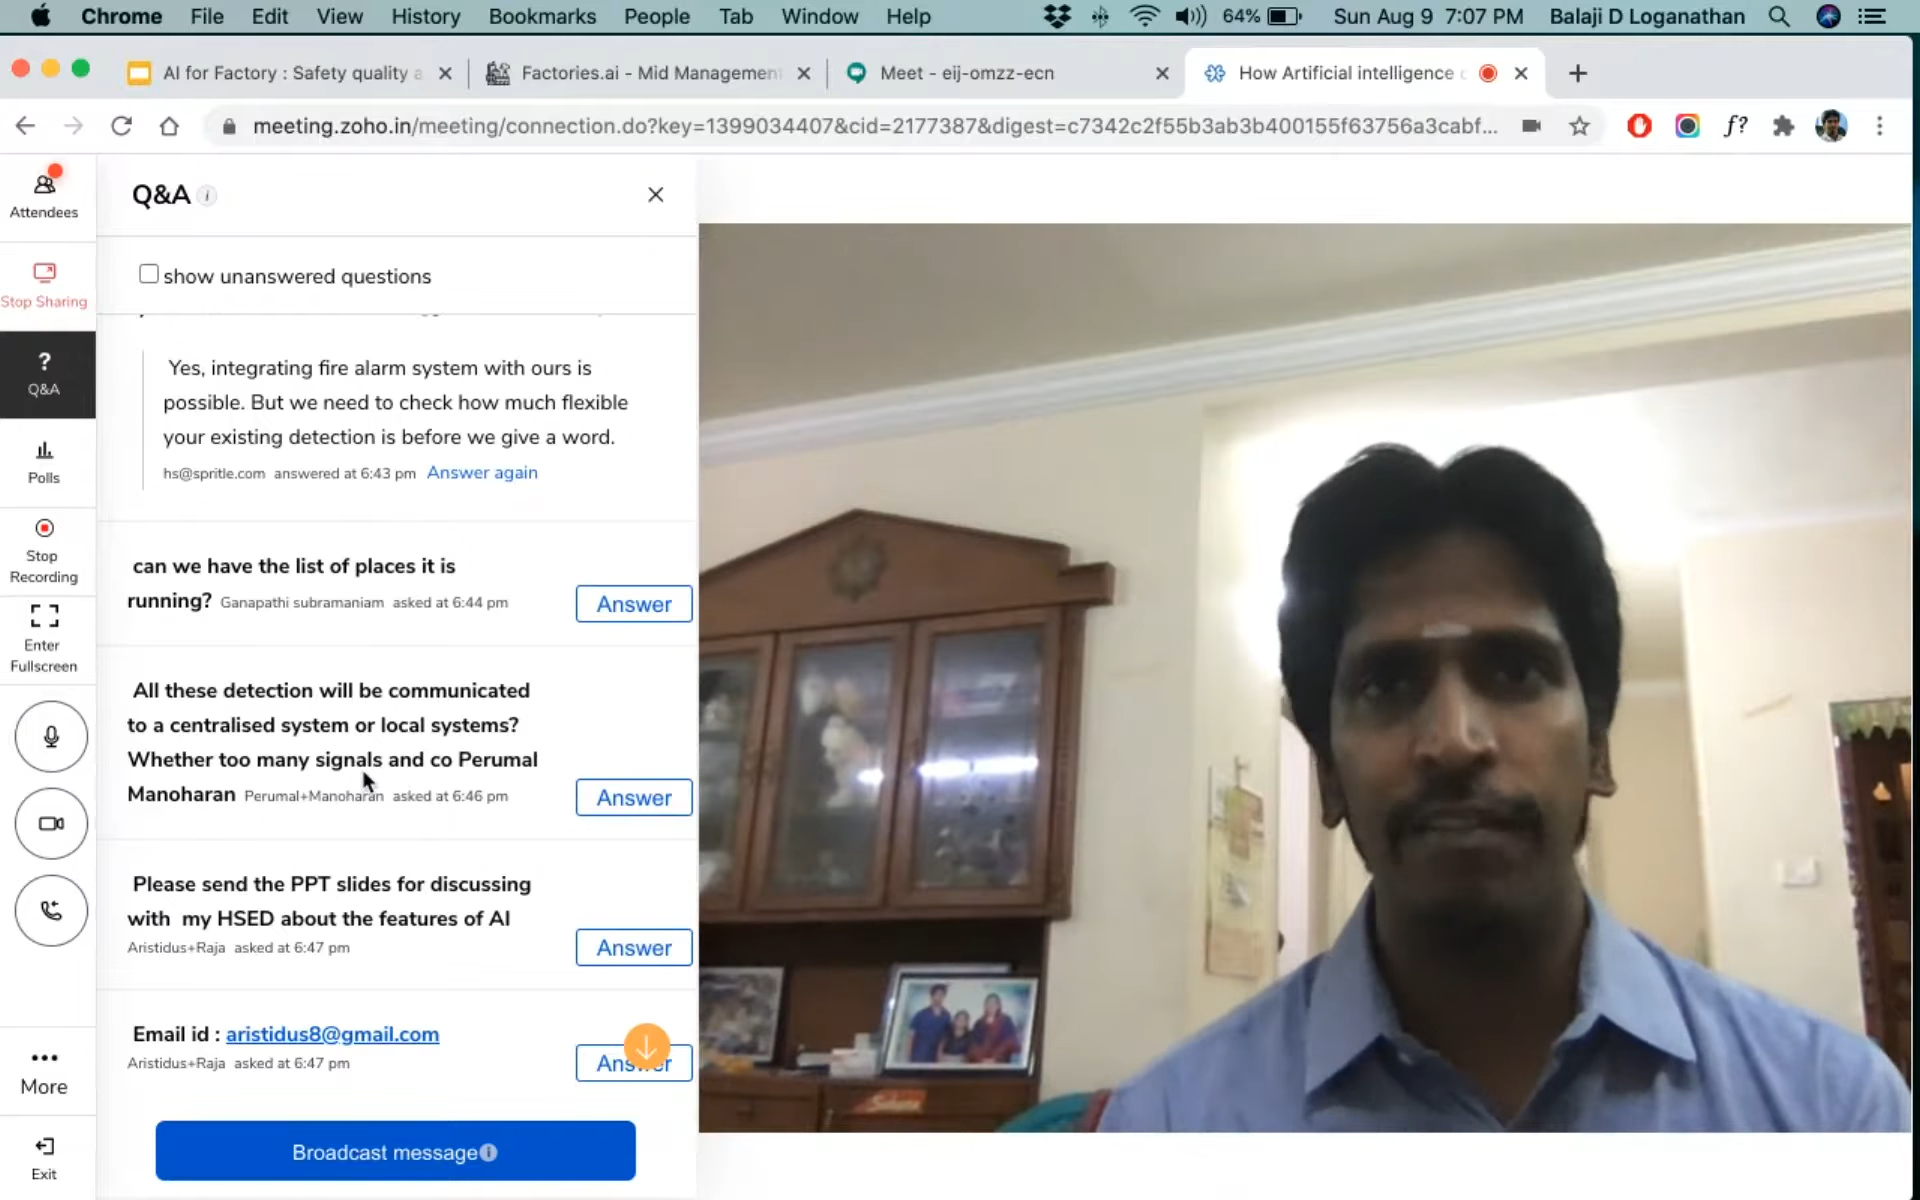 Chrome File Edit View History Bookmarks People Tab Window Help 64% Sun Aug 9 7:07 PM Balaji D Loganathan
AI for Factory : Safety quality a
Factories.ai - Mid Management
Meet - eij-omzz-ecn
How Artificial intelligence c
meeting.zoho.in/meeting/connection.do?key=1399034407&cid=2177387&digest=c7342c2f55b3ab3b400155f63756a3cabf...
f?
Attendees
Stop Sharing
?
Q&A
Polls
Stop
Recording
Enter
Fullscreen
More
Exit
Q&A i
show unanswered questions
Yes, integrating fire alarm system with ours is
possible. But we need to check how much flexible
your existing detection is before we give a word.
hs@spritle.com answered at 6:43 pm Answer again
can we have the list of places it is
running? Ganapathi subramaniam asked at 6:44 pm
Answer
All these detection will be communicated
to a centralised system or local systems?
Whether too many signals and co Perumal
Manoharan Perumal+Manoharan asked at 6:46 pm
Answer
Please send the PPT slides for discussing
with my HSED about the features of AI
Aristidus+Raja asked at 6:47 pm
Answer
Email id : aristidus8@gmail.com
Aristidus+Raja asked at 6:47 pm
Answer
Broadcast message i